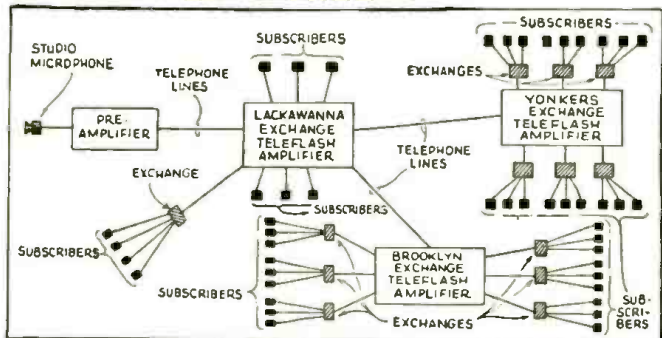 SUBSCRIBERS
STUDIO
MICROPHONE
TELEPHONE
LINES
PRE-
AMPLIFIER
SUBSCRIBERS
LACKAWANNA
EXCHANGE
TELEFLASH
AMPLIFIER
EXCHANGES
YONKERS
EXCHANGE
TELEFLASH
AMPLIFIER
TELEPHONE
LINES
EXCHANGE
SUBSCRIBERS
SUBSCRIBERS
SUBSCRIBERS
BROOKLYN
EXCHANGE
TELEFLASH
AMPLIFIER
EXCHANGES
SUB-
SCRI-
BERS